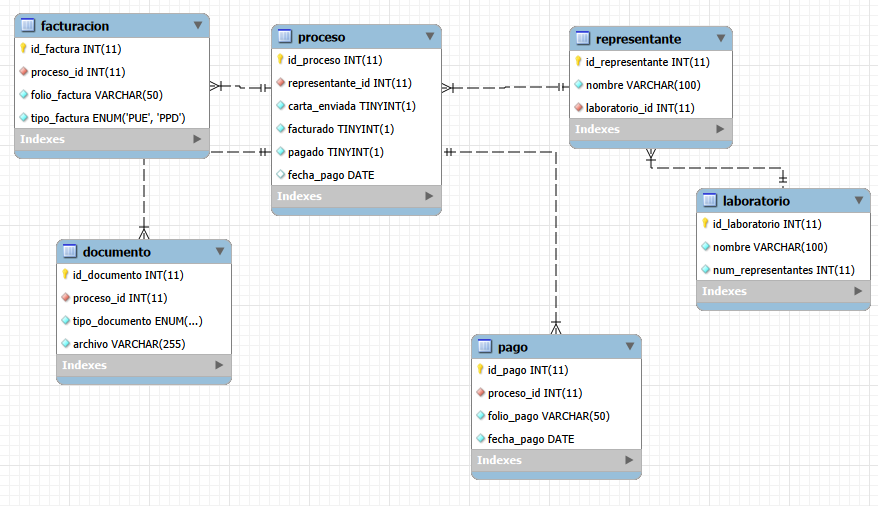 facturacion
id_factura INT(11)
proceso_id INT(11)
folio_factura VARCHAR(50)
tipo_factura ENUM('PUE', 'PPD')
Indexes
proceso
id_proceso INT(11)
representante_id INT(11)
carta_enviada TINYINT(1)
facturado TINYINT(1)
pagado TINYINT(1)
fecha_pago DATE
Indexes
representante
id_representante INT(11)
nombre VARCHAR(100)
laboratorio_id INT(11)
Indexes
laboratorio
id_laboratorio INT(11)
nombre VARCHAR(100)
num_representantes INT(11)
Indexes
documento
id_documento INT(11)
proceso_id INT(11)
tipo_documento ENUM(...)
archivo VARCHAR(255)
Indexes
pago
id_pago INT(11)
proceso_id INT(11)
folio_pago VARCHAR(50)
fecha_pago DATE
Indexes